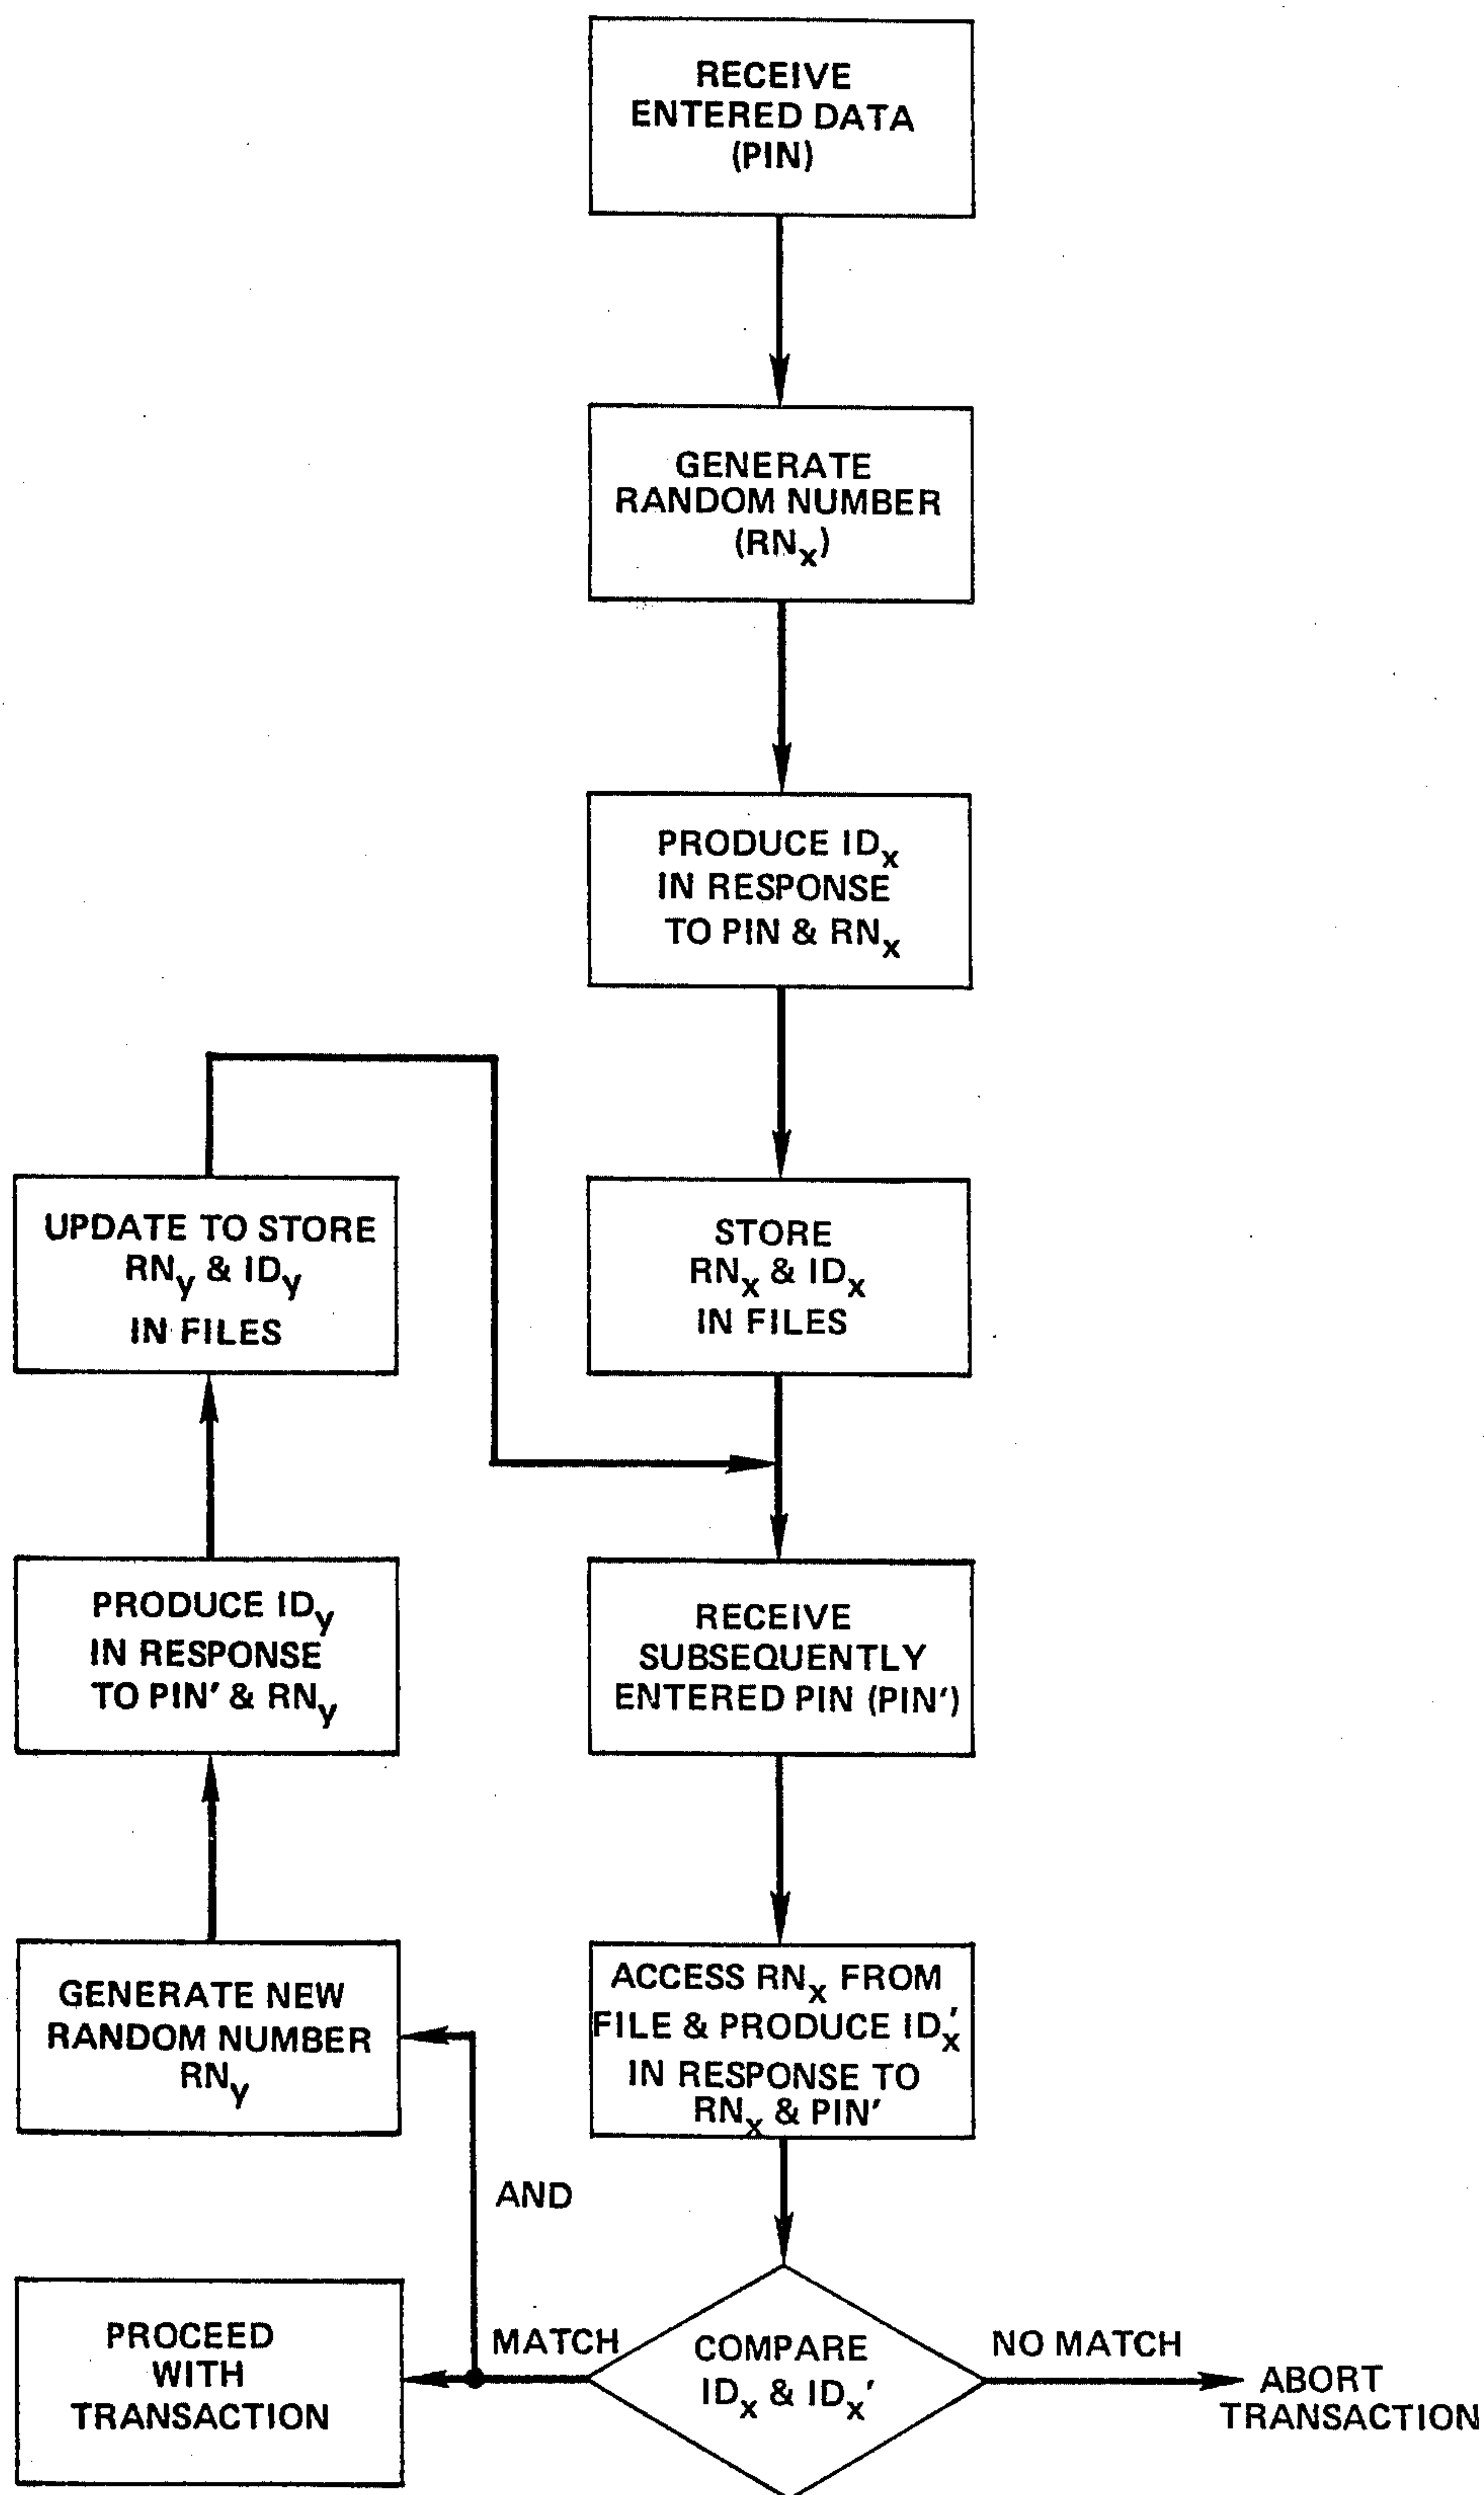 RECEIVE
ENTERED DATA
(PIN)
GENERATE
RANDOM NUMBER
(RNx)
PRODUCE IDx
IN RESPONSE
TO PIN & RNx
STORE
RNx & IDx
IN FILES
UPDATE TO STORE
RNy & IDy
IN FILES
RECEIVE
SUBSEQUENTLY
ENTERED PIN (PIN')
PRODUCE IDy
IN RESPONSE
TO PIN' & RNy
ACCESS RNx FROM
FILE & PRODUCE IDx'
IN RESPONSE TO
RNx & PIN'
GENERATE NEW
RANDOM NUMBER
RNy
AND
MATCH
COMPARE
IDx & IDx'
NO MATCH
ABORT
TRANSACTION
PROCEED
WITH
TRANSACTION